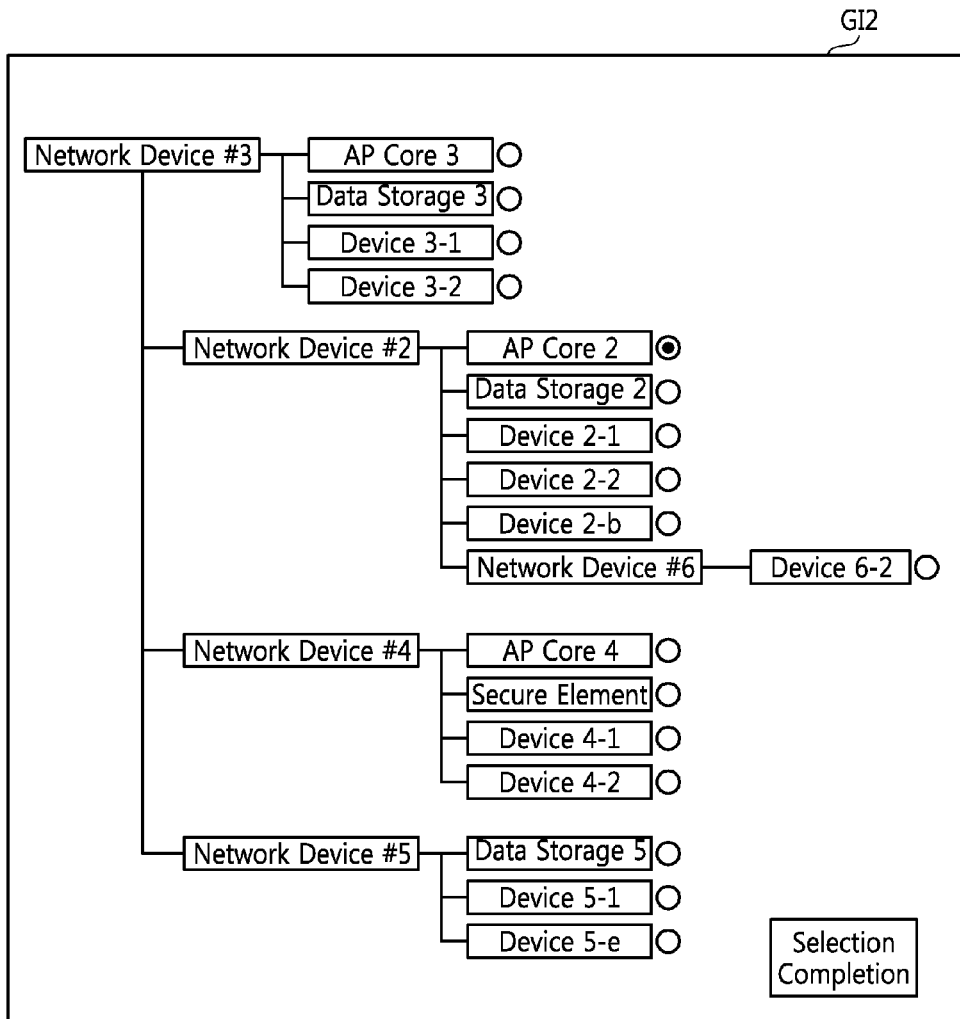 GI2
Network Device #3
AP Core 3
Data Storage 3
Device 3-1
Device 3-2
Network Device #2
AP Core 2
Data Storage 2
Device 2-1
Device 2-2
Device 2-b
Network Device #6
Device 6-2
Network Device #4
AP Core 4
Secure Element
Device 4-1
Device 4-2
Network Device #5
Data Storage 5
Device 5-1
Device 5-e
Selection
Completion